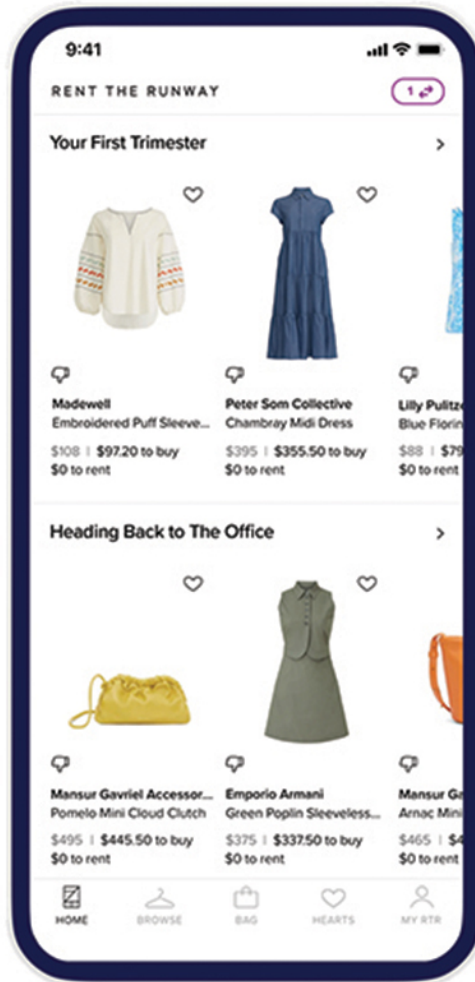 9:41
RENT THE RUNWAY
1
Your First Trimester
Madewell
Embroidered Puff Sleeve...
$108 | $97.20 to buy
$0 to rent
Peter Som Collective
Chambray Midi Dress
$395 | $355.50 to buy
$0 to rent
Lilly Pulitze
Blue Florin
$88 | $79
$0 to rent
Heading Back to The Office
Mansur Gavriel Accessor...
Pomelo Mini Cloud Clutch
$495 | $445.50 to buy
$0 to rent
Emporio Armani
Green Poplin Sleeveless...
$375 | $337.50 to buy
$0 to rent
Mansur Ga
Arnac Mini
$465 | $4
$0 to rent
HOME
BROWSE
BAG
HEARTS
MY RTR